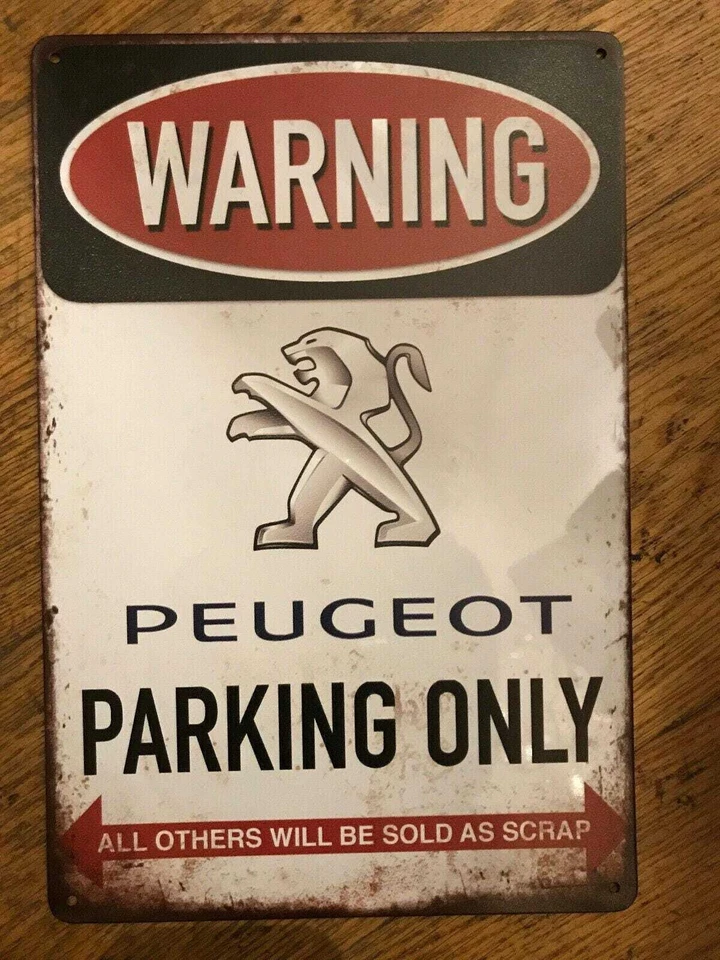 WARNING
PEUGEOT
PARKING ONLY
ALL OTHERS WILL BE SOLD AS SCRAP